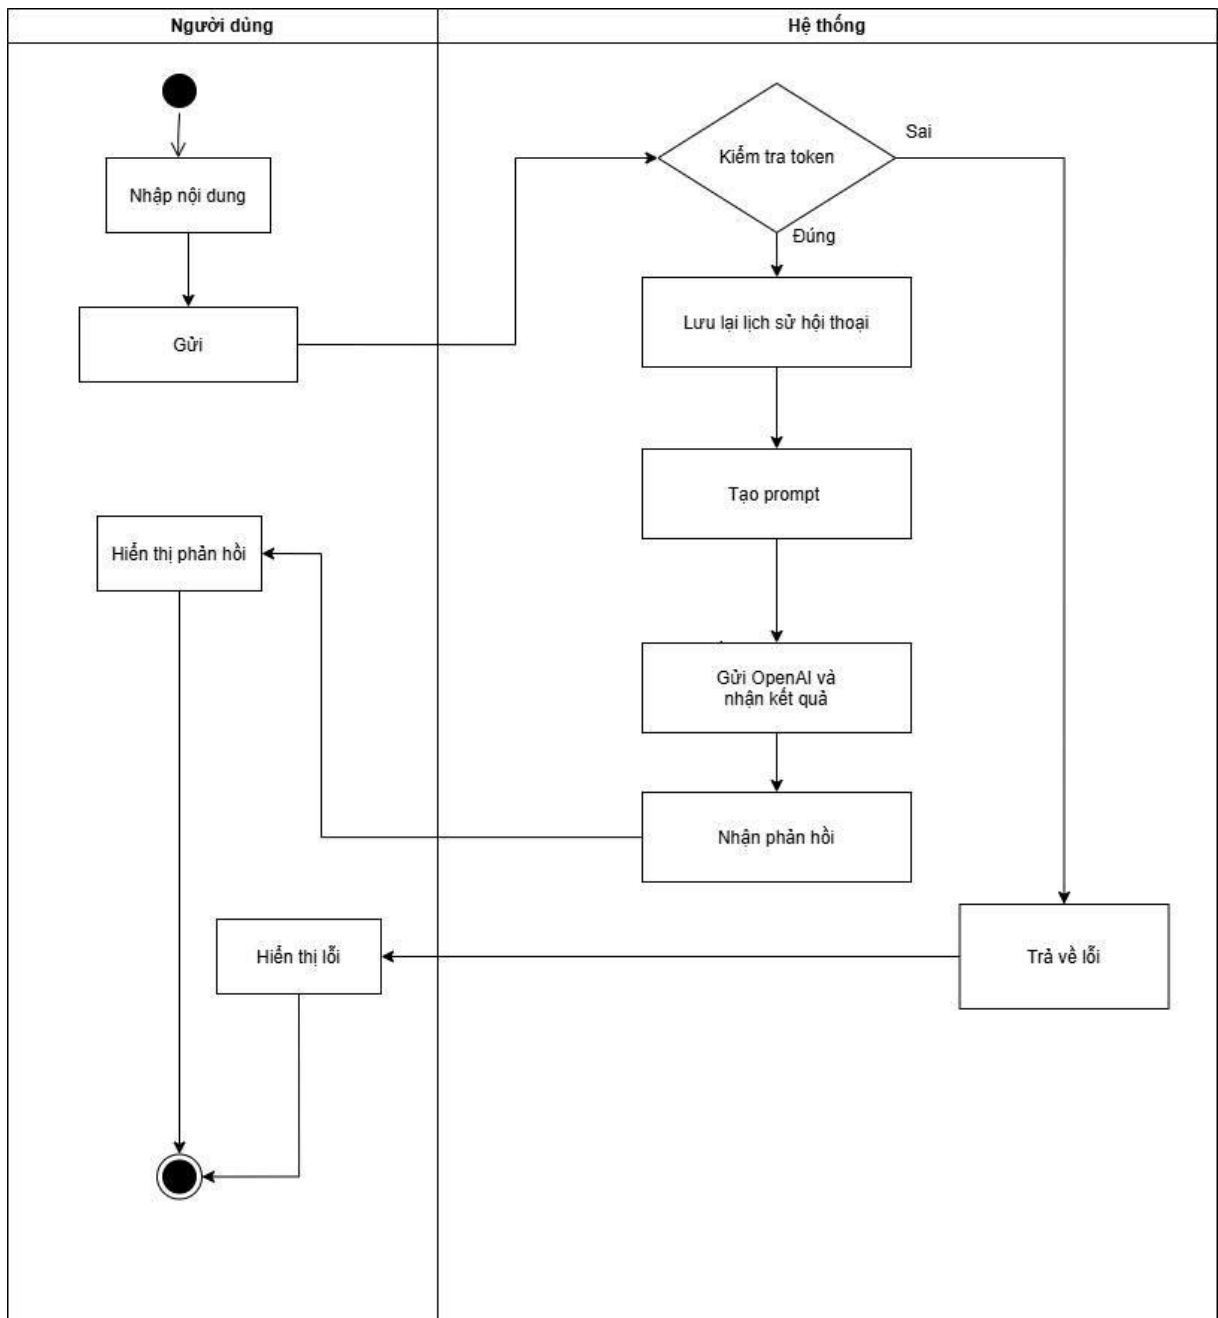 Người dùng
Hệ thống
Sai
Kiểm tra token
Nhập nội dung
Đúng
Lưu lại lịch sử hội thoại
Gửi
Tạo prompt
Hiển thị phản hồi
Gửi OpenAI và
nhận kết quả
Nhận phản hồi
Hiển thị lỗi
Trả về lỗi